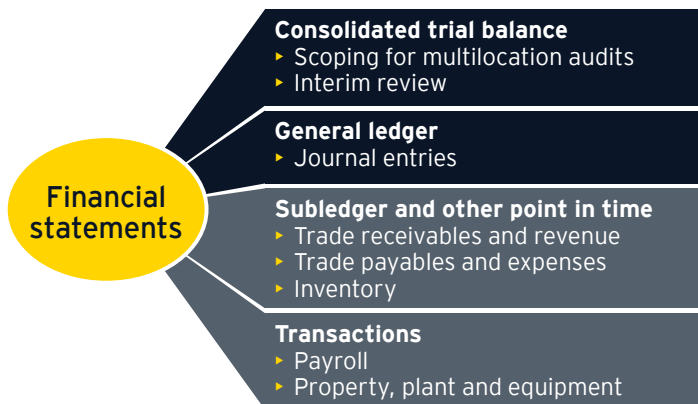 Financial
statements
Consolidated trial balance
▸ Scoping for multilocation audits
▸ Interim review
General ledger
▸ Journal entries
Subledger and other point in time
▸ Trade receivables and revenue
▸ Trade payables and expenses
▸ Inventory
Transactions
▸ Payroll
▸ Property, plant and equipment